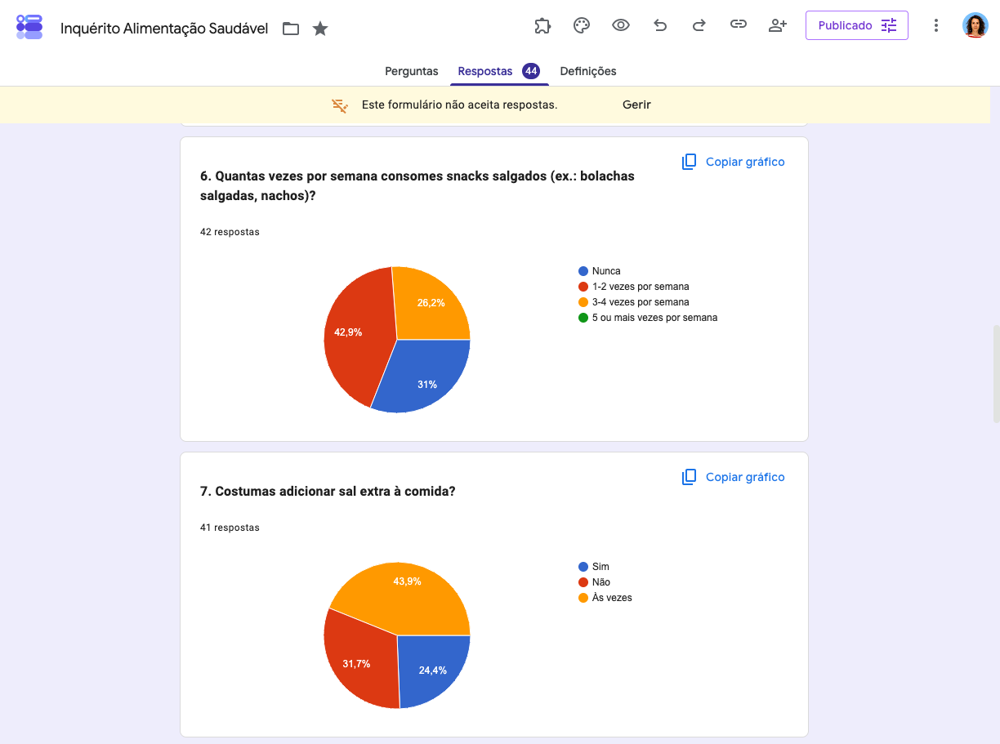 Inquérito Alimentação Saudável
Publicado
Perguntas
Respostas 44
Definições
Este formulário não aceita respostas.
Gerir
Copiar gráfico
6. Quantas vezes por semana consomes snacks salgados (ex.: bolachas
salgadas, nachos)?
42 respostas
Nunca
1-2 vezes por semana
3-4 vezes por semana
5 ou mais vezes por semana
26,2%
42,9%
31%
Copiar gráfico
7. Costumas adicionar sal extra à comida?
41 respostas
Sim
Não
Às vezes
43,9%
31,7%
24,4%